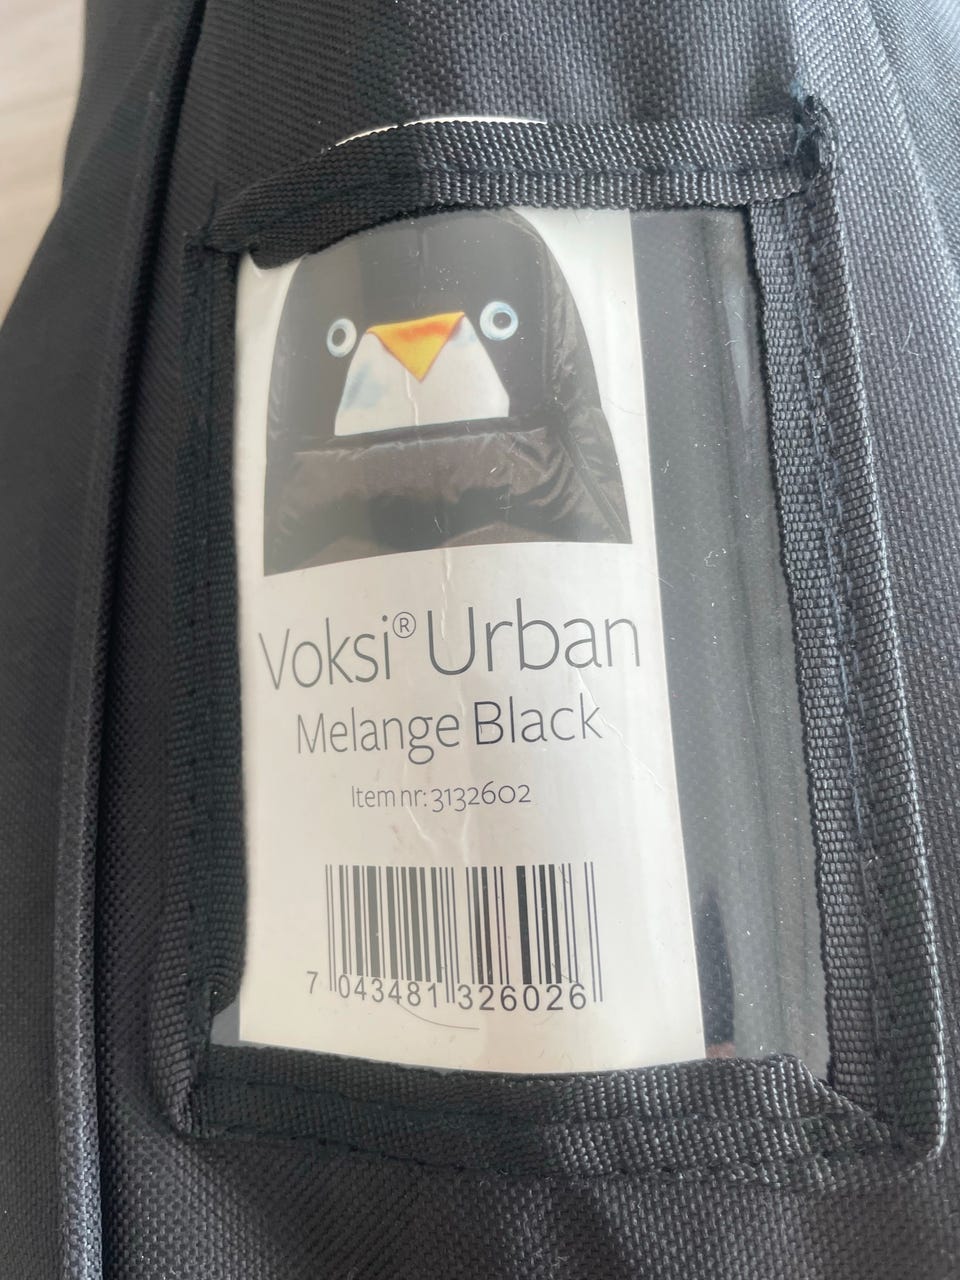 Voksi® Urban
Melange Black
Item nr: 3132602
7 043481 326026